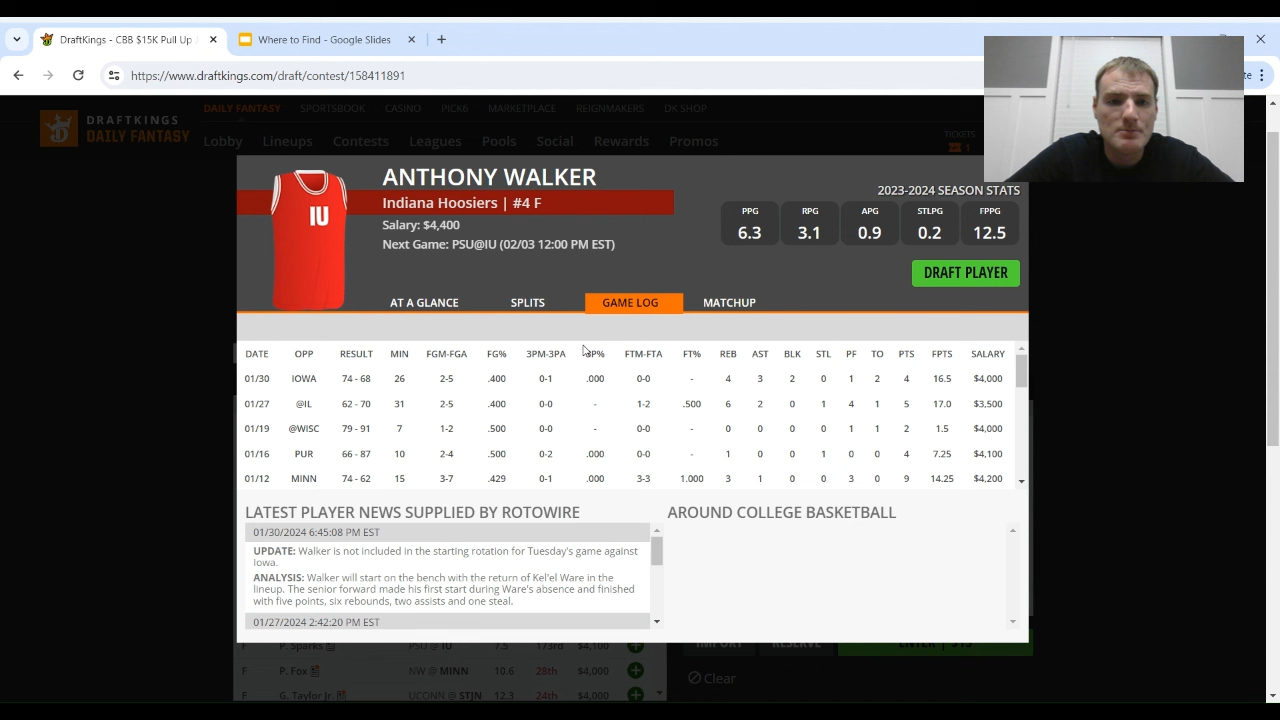 DraftKings - CBB $15K Pull Up
Where to Find - Google Slides
https://www.draftkings.com/draft/contest/158411891
DRAFTKINGS
DAILY FANTASY
DAILY FANTASY SPORTSBOOK CASINO PICK6 MARKETPLACE REIGNMAKERS DK SHOP
Lobby Lineups Contests Leagues Pools Social Rewards Promos
TICKETS
1
ANTHONY WALKER
Indiana Hoosiers | #4 F
Salary: $4,400
Next Game: PSU@IU (02/03 12:00 PM EST)
IU
2023-2024 SEASON STATS
PPG RPG APG STLPG FPPG
6.3 3.1 0.9 0.2 12.5
DRAFT PLAYER
AT A GLANCE SPLITS GAME LOG MATCHUP
DATE OPP RESULT MIN FGM-FGA FG% 3PM-3PA 3P% FTM-FTA FT% REB AST BLK STL PF TO PTS FPTS SALARY
01/30 IOWA 74 - 68 26 2-5 .400 0-1 .000 0-0 - 4 3 2 0 1 2 4 16.5 $4,000
01/27 @IL 62 - 70 31 2-5 .400 0-0 - 1-2 .500 6 2 0 1 4 1 5 17.0 $3,500
01/19 @WISC 79 - 91 7 1-2 .500 0-0 - 0-0 - 0 0 0 0 1 1 2 1.5 $4,000
01/16 PUR 66 - 87 10 2-4 .500 0-2 .000 0-0 - 1 0 0 1 0 0 4 7.25 $4,100
01/12 MINN 74 - 62 15 3-7 .429 0-1 .000 3-3 1.000 3 1 0 0 3 0 9 14.25 $4,200
LATEST PLAYER NEWS SUPPLIED BY ROTOWIRE
01/30/2024 6:45:08 PM EST
UPDATE: Walker is not included in the starting rotation for Tuesday's game against
Iowa.
ANALYSIS: Walker will start on the bench with the return of Kel'el Ware in the
lineup. The senior forward made his first start during Ware's absence and finished
with five points, six rebounds, two assists and one steal.
01/27/2024 2:42:20 PM EST
AROUND COLLEGE BASKETBALL
F P. Sparks PSU @ IU 7.5 173rd $4,100
F P. Fox NW @ MINN 10.6 28th $4,000
F G. Taylor Jr. UCONN @ STJN 12.3 24th $4,000
IMPORT RESERVE ENTER | $15
Clear